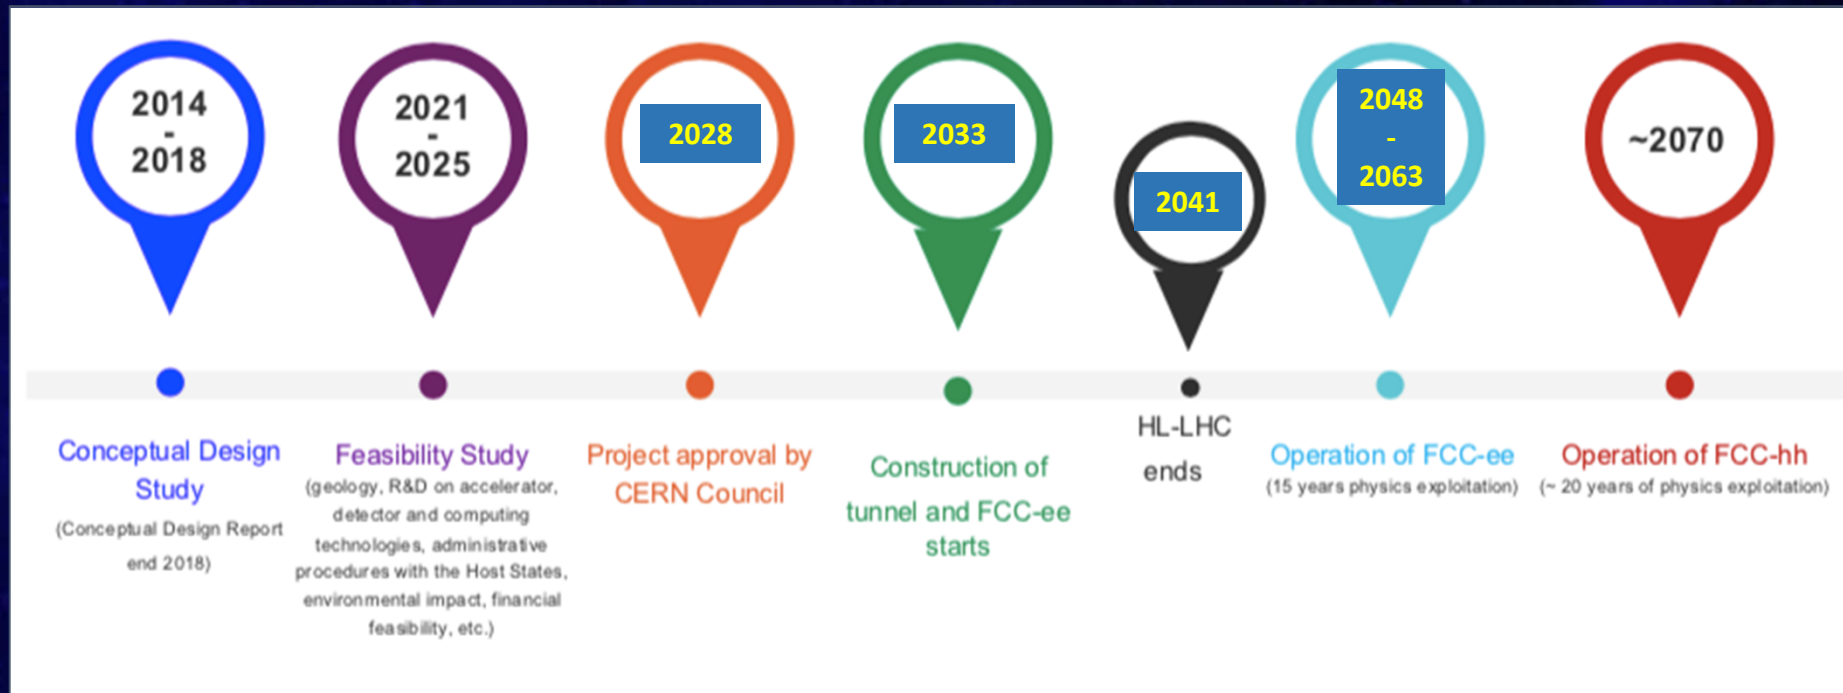 2014
-
2018
2021
-
2025
2028
2033
2041
2048
-
2063
~2070
Conceptual Design
Study
(Conceptual Design Report
end 2018)
Feasibility Study
(geology, R&D on accelerator,
detector and computing
technologies, administrative
procedures with the Host States,
environmental impact, financial
feasibility, etc.)
Project approval by
CERN Council
Construction of
tunnel and FCC-ee
starts
HL-LHC
ends
Operation of FCC-ee
(15 years physics exploitation)
Operation of FCC-hh
(~ 20 years of physics exploitation)